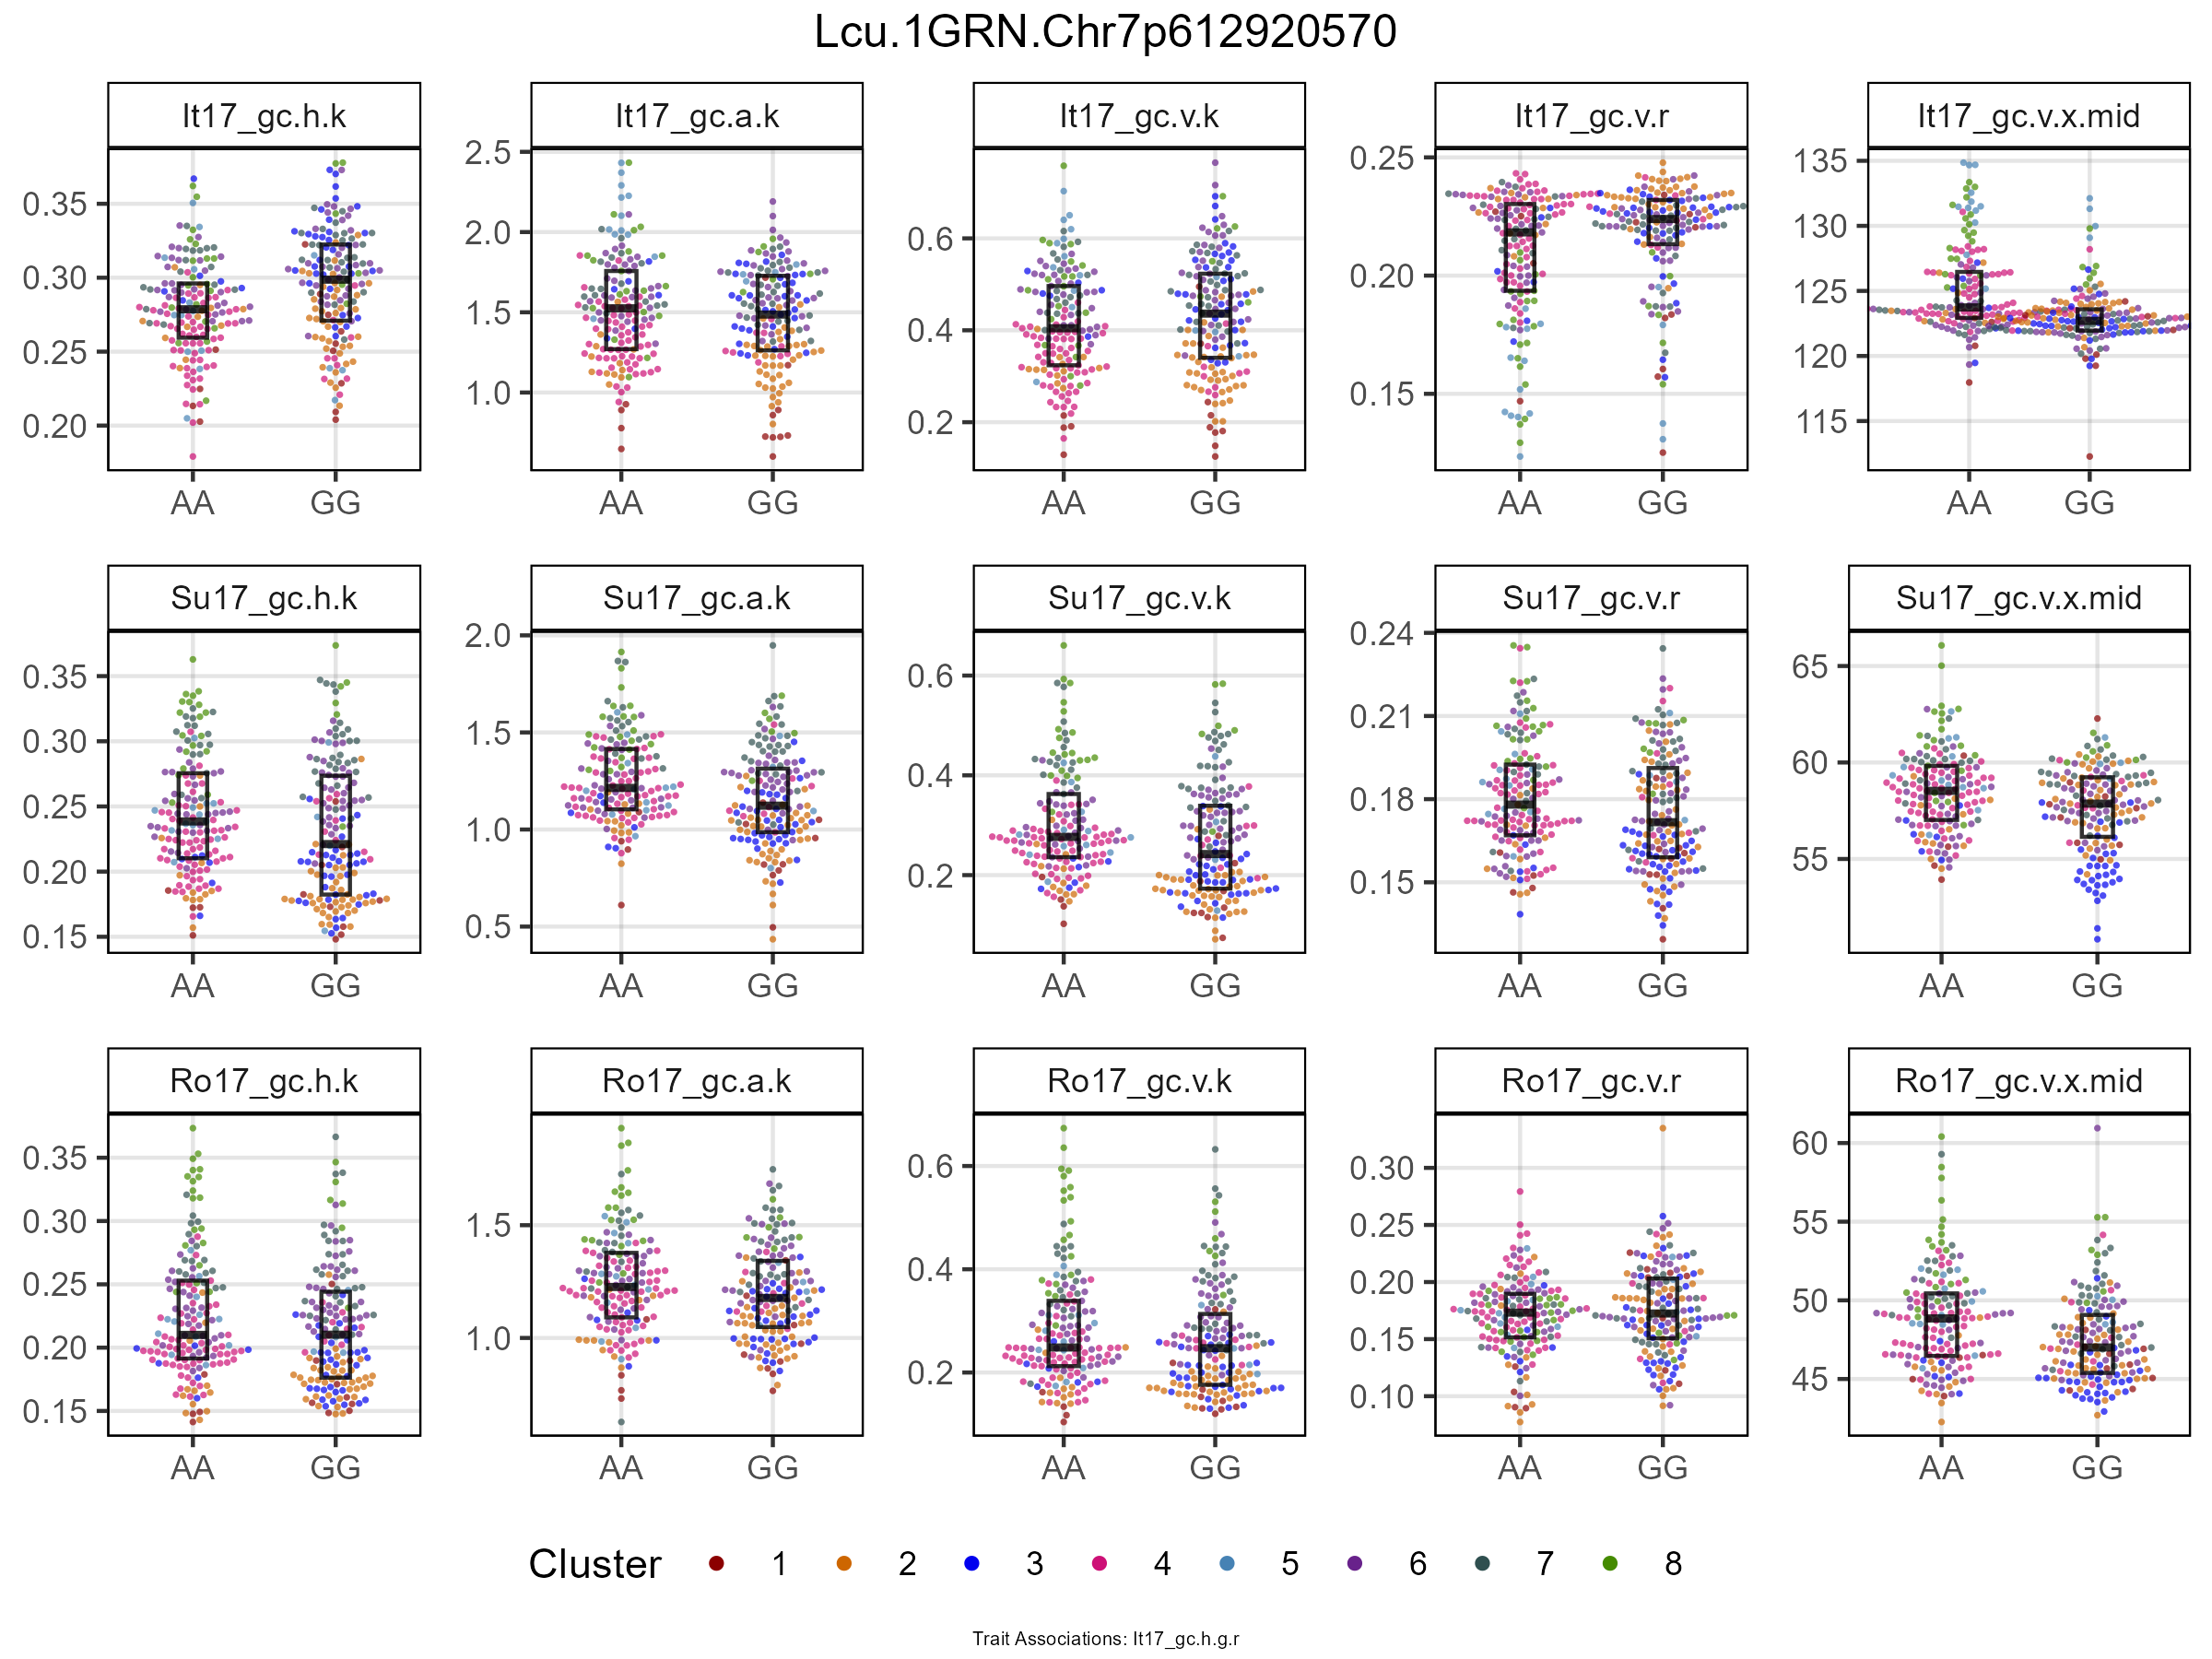 Lcu.1GRN.Chr7p612920570
It17_gc.h.k It17_gc.a.k It17_gc.v.k It17_gc.v.r It17_gc.v.x.mid
0.35 0.30 0.25 0.20
2.5 2.0 1.5 1.0
0.6 0.4 0.2
0.25 0.20 0.15
135 130 125 120 115
AA GG AA GG AA GG AA GG AA GG
Su17_gc.h.k Su17_gc.a.k Su17_gc.v.k Su17_gc.v.r Su17_gc.v.x.mid
0.35 0.30 0.25 0.20 0.15
2.0 1.5 1.0 0.5
0.6 0.4 0.2
0.24 0.21 0.18 0.15
65 60 55
AA GG AA GG AA GG AA GG AA GG
Ro17_gc.h.k Ro17_gc.a.k Ro17_gc.v.k Ro17_gc.v.r Ro17_gc.v.x.mid
0.35 0.30 0.25 0.20 0.15
1.5 1.0
0.6 0.4 0.2
0.30 0.25 0.20 0.15 0.10
60 55 50 45
AA GG AA GG AA GG AA GG AA GG
Cluster 1 2 3 4 5 6 7 8
Trait Associations: It17_gc.h.g.r